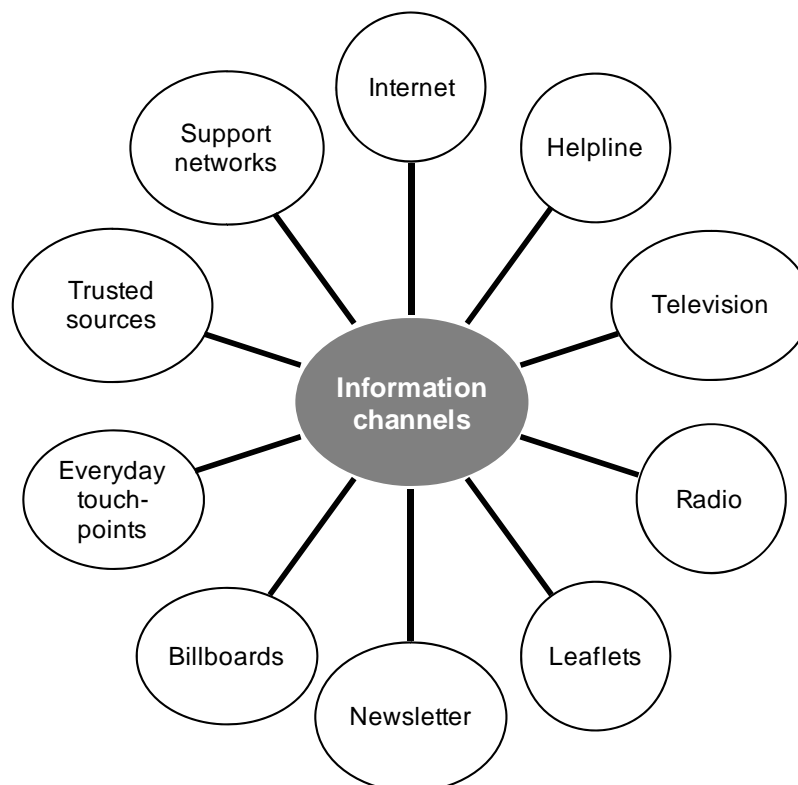 Internet
Helpline
Support
networks
Television
Trusted
sources
Information
channels
Everyday
touch-
points
Radio
Billboards
Leaflets
Newsletter